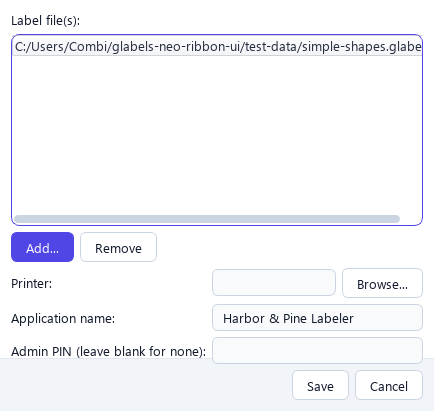 Label file(s):
C:/Users/Combi/glabels-neo-ribbon-ui/test-data/simple-shapes.glabe
Add...
Remove
Printer:
Browse...
Application name:
Harbor & Pine Labeler
Admin PIN (leave blank for none):
Save
Cancel